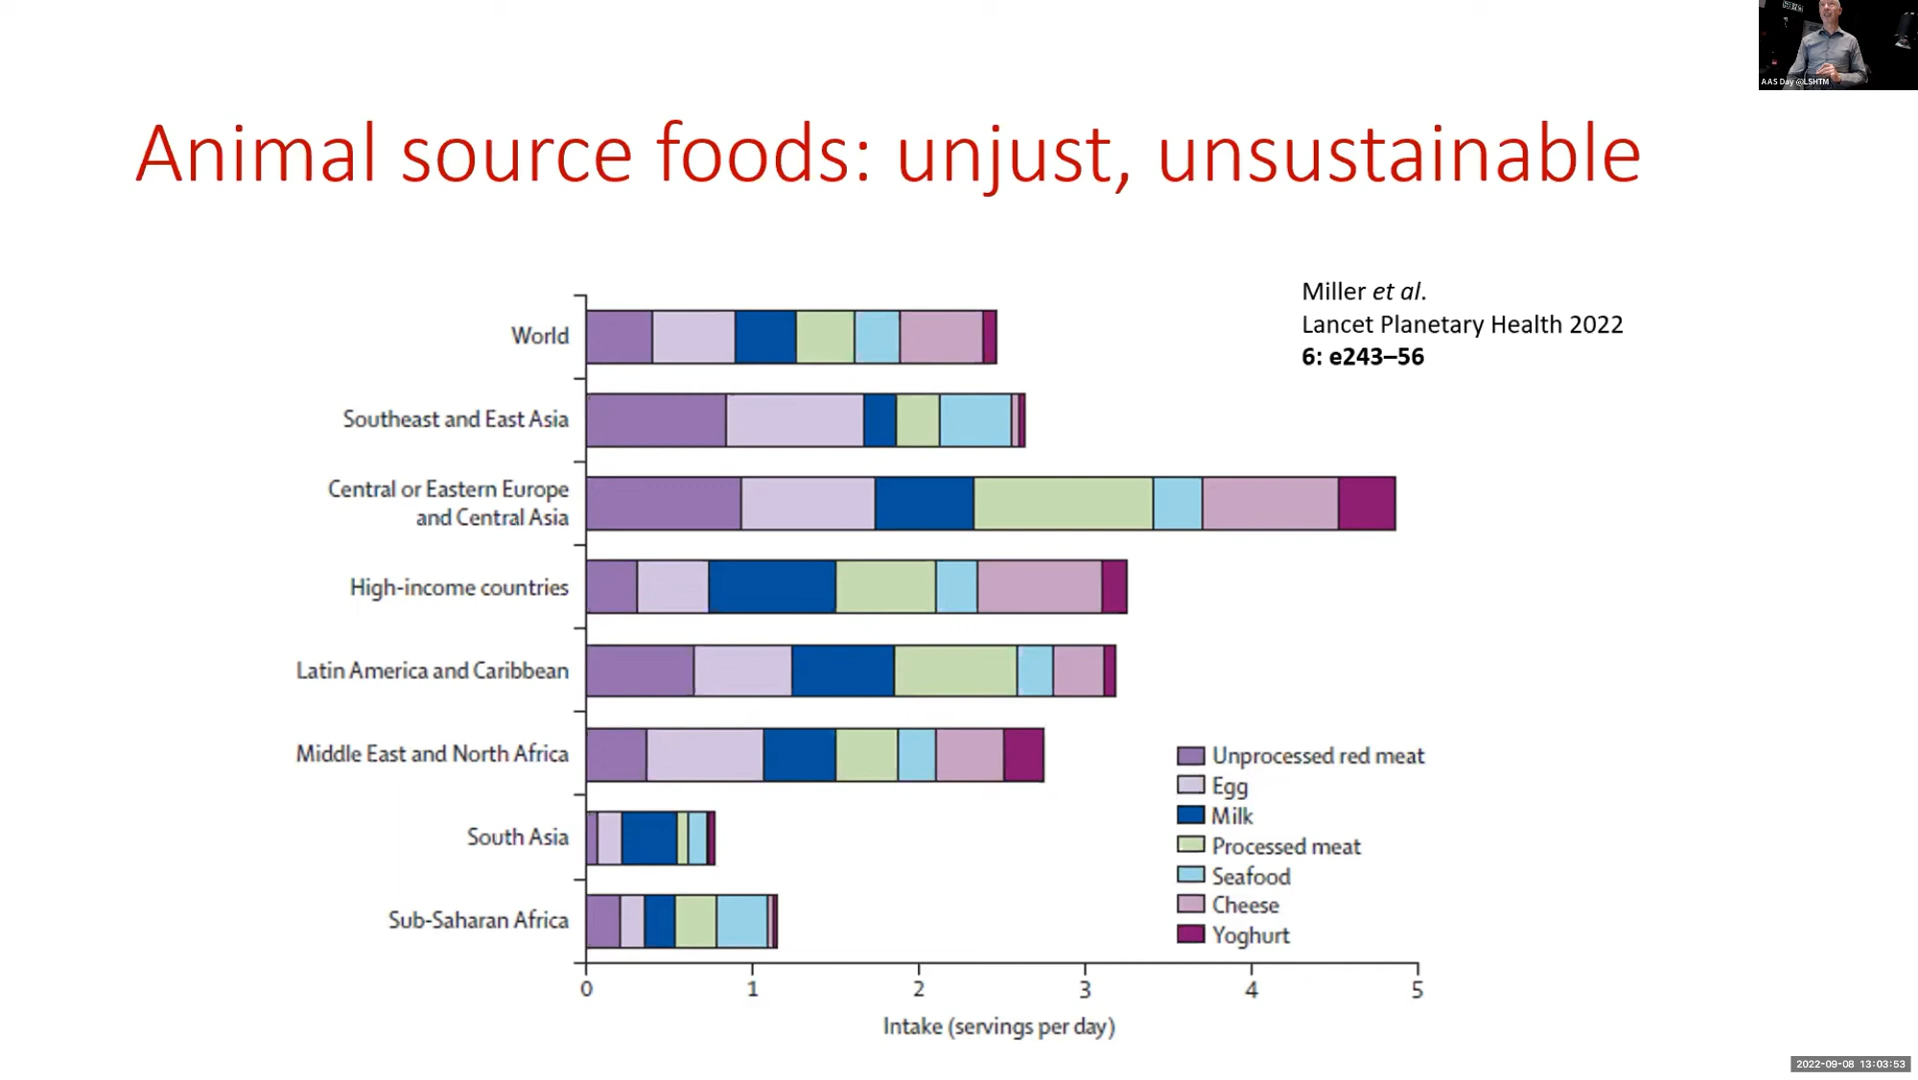 AAS Day @LSHTM
Animal source foods: unjust, unsustainable
Miller et al.
Lancet Planetary Health 2022
6: e243–56
World
Southeast and East Asia
Central or Eastern Europe
and Central Asia
High-income countries
Latin America and Caribbean
Middle East and North Africa
South Asia
Sub-Saharan Africa
Unprocessed red meat
Egg
Milk
Processed meat
Seafood
Cheese
Yoghurt
0 1 2 3 4 5
Intake (servings per day)
2022-09-08 13:03:53